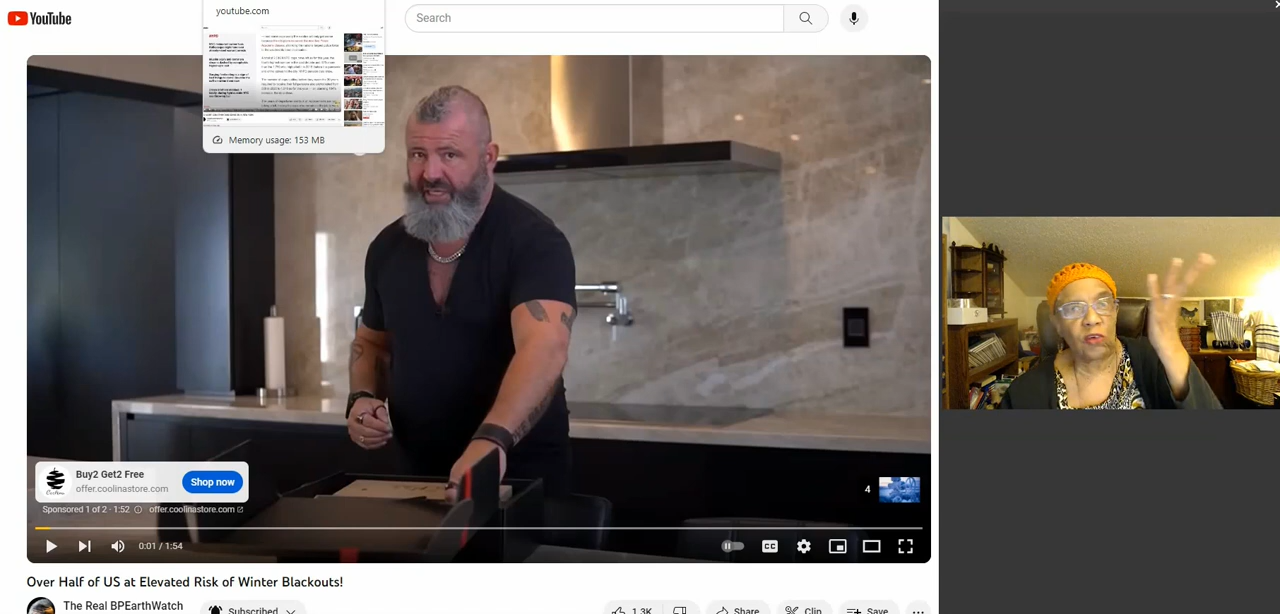 youtube.com
YouTube
Search
Memory usage: 153 MB
Buy2 Get2 Free
offer.coolinastore.com
Shop now
Sponsored 1 of 2 · 1:52
offer.coolinastore.com
4
0:01 / 1:54
CC
Over Half of US at Elevated Risk of Winter Blackouts!
The Real BPEarthWatch
Subscribed
1.3K
Share
Clip
Save